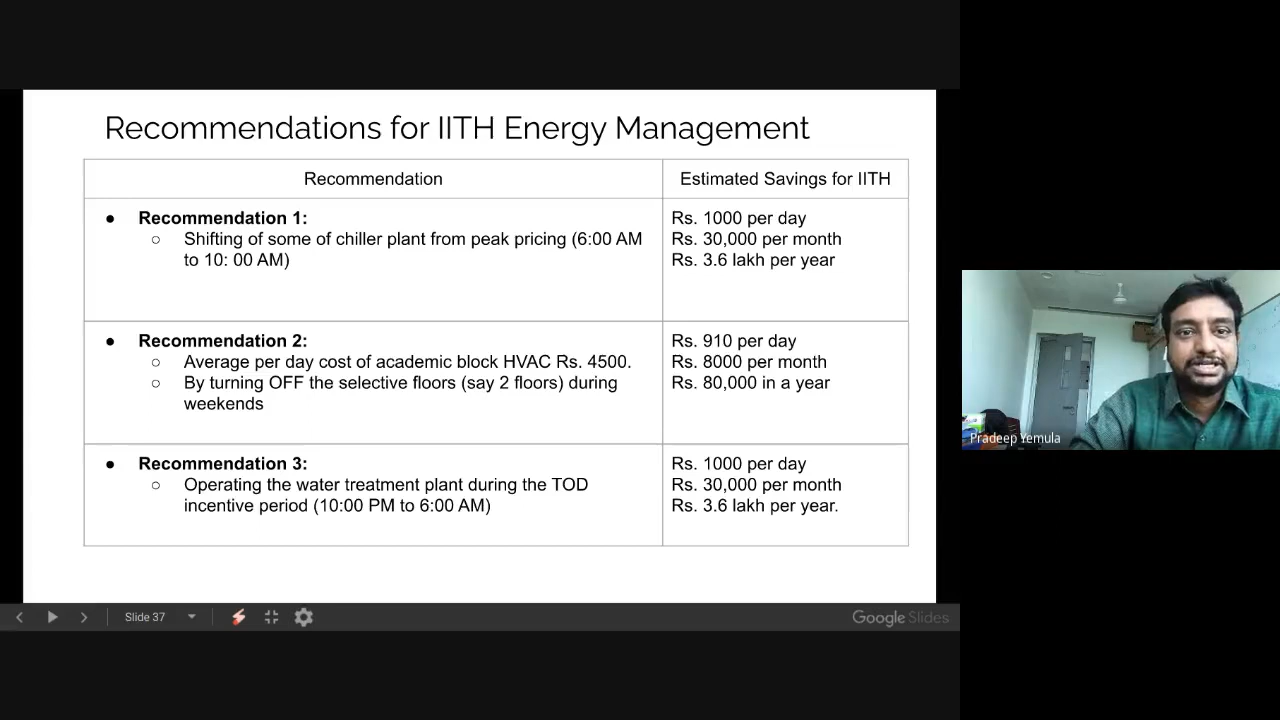 Recommendations for IITH Energy Management
Recommendation
Estimated Savings for IITH
● Recommendation 1:
○ Shifting of some of chiller plant from peak pricing (6:00 AM
to 10: 00 AM)
Rs. 1000 per day
Rs. 30,000 per month
Rs. 3.6 lakh per year
● Recommendation 2:
○ Average per day cost of academic block HVAC Rs. 4500.
○ By turning OFF the selective floors (say 2 floors) during
weekends
Rs. 910 per day
Rs. 8000 per month
Rs. 80,000 in a year
● Recommendation 3:
○ Operating the water treatment plant during the TOD
incentive period (10:00 PM to 6:00 AM)
Rs. 1000 per day
Rs. 30,000 per month
Rs. 3.6 lakh per year.
Pradeep Yemula
Slide 37
Google Slides